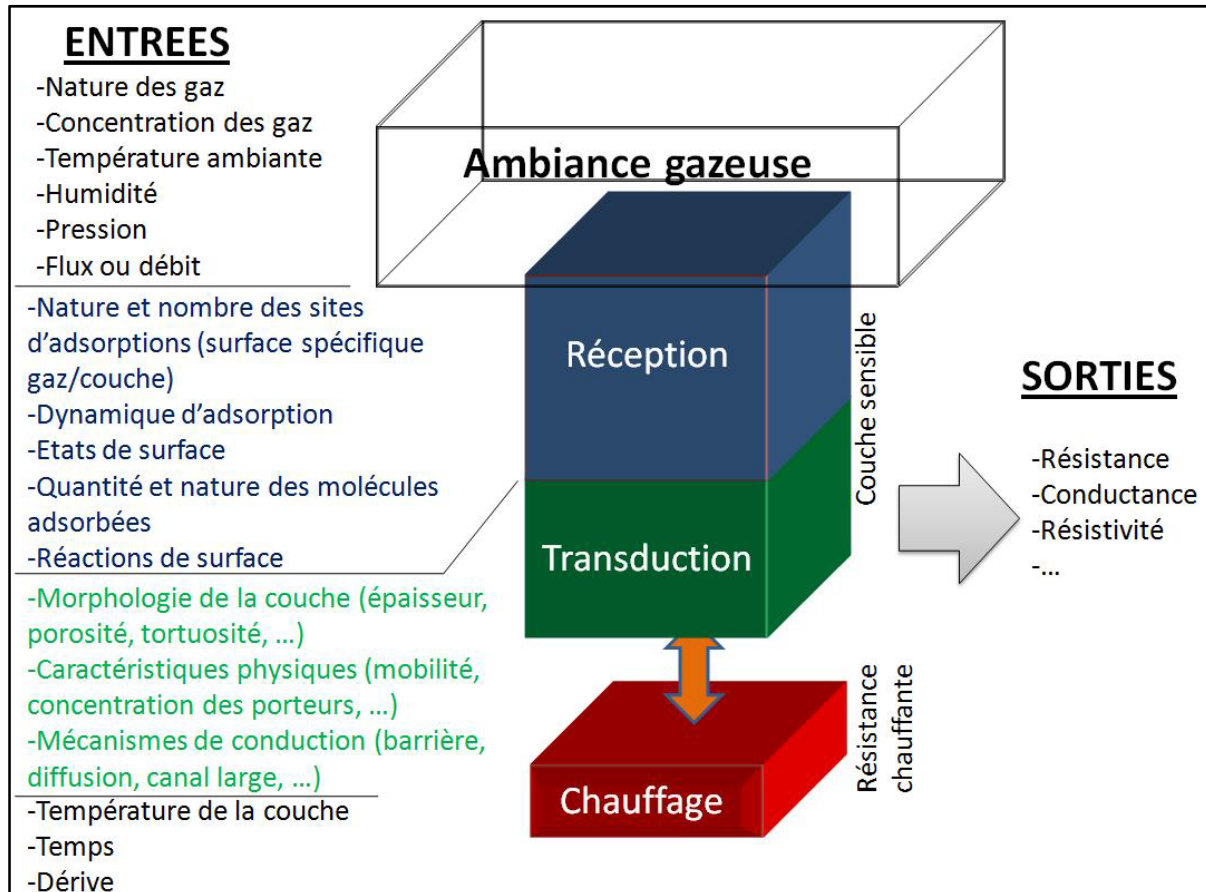 ENTREES
-Nature des gaz
-Concentration des gaz
-Température ambiante
-Humidité
-Pression
-Flux ou débit
-Nature et nombre des sites
d’adsorptions (surface spécifique
gaz/couche)
-Dynamique d’adsorption
-Etats de surface
-Quantité et nature des molécules
adsorbées
-Réactions de surface
-Morphologie de la couche (épaisseur,
porosité, tortuosité, ...)
-Caractéristiques physiques (mobilité,
concentration des porteurs, ...)
-Mécanismes de conduction (barrière,
diffusion, canal large, ...)
-Température de la couche
-Temps
-Dérive
Ambiance gazeuse
Réception
Transduction
Couche sensible
Chauffage
Résistance
chauffante
SORTIES
-Résistance
-Conductance
-Résistivité
-...